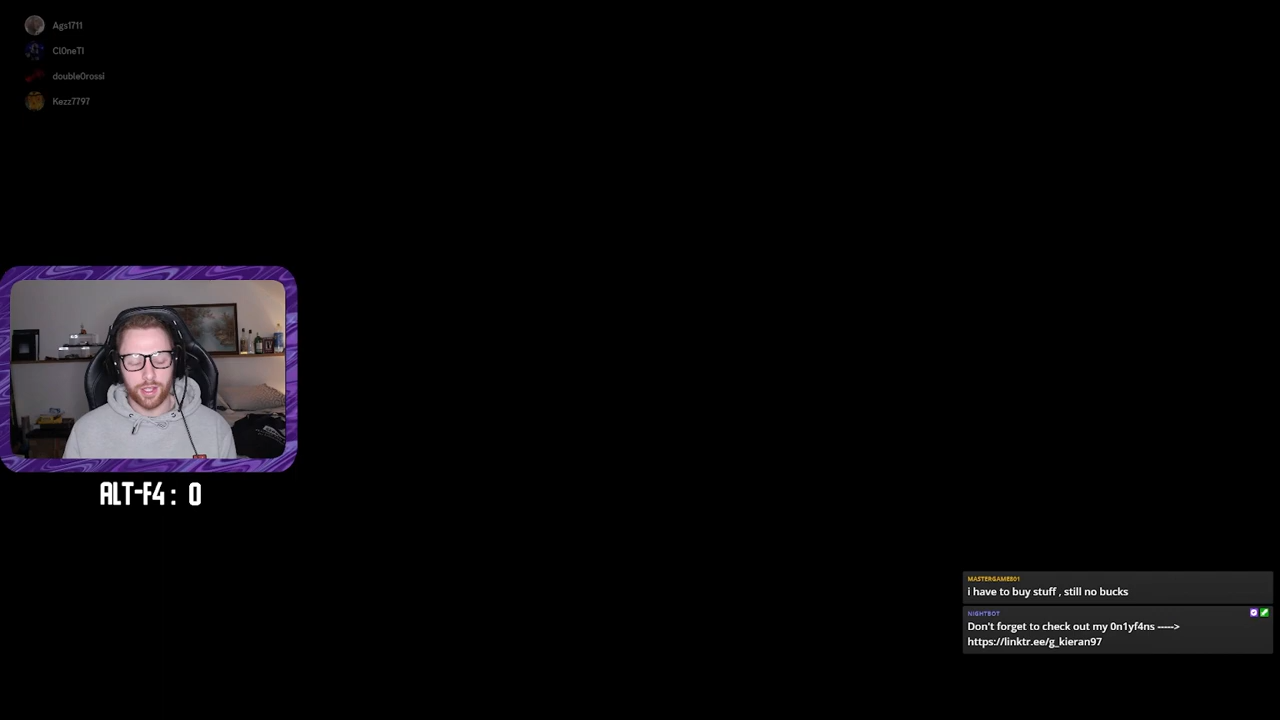 Ags1711
Cl0neTI
double0rossi
Kezz7797
ALT-F4: 0
MASTERGAME801
i have to buy stuff , still no bucks
NIGHTBOT
Don't forget to check out my 0n1yf4ns ----->
https://linktr.ee/g_kieran97